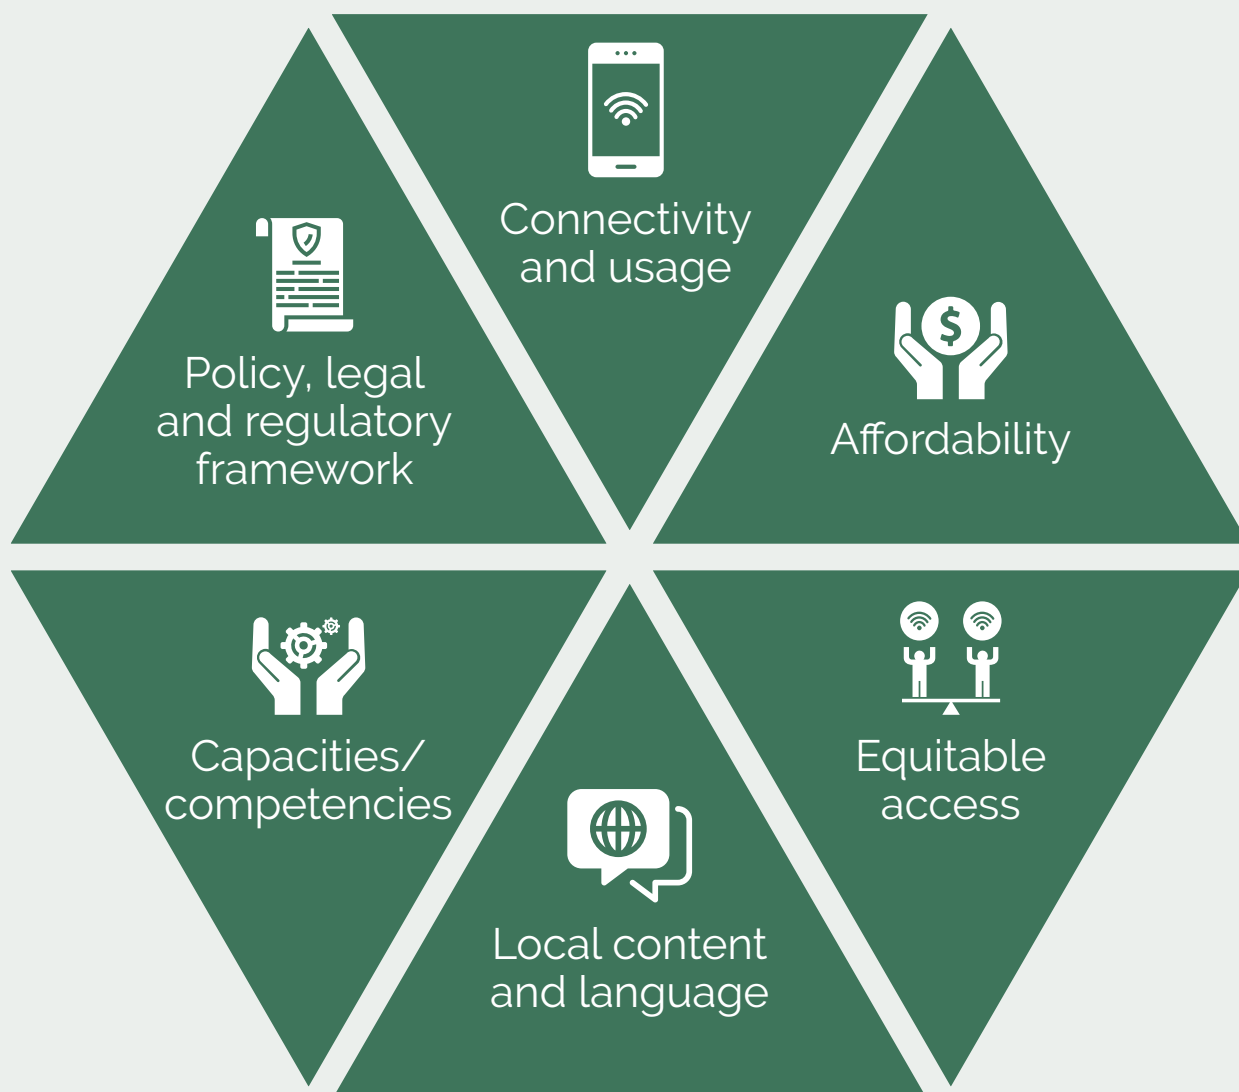 Connectivity
and usage
Policy, legal
and regulatory
framework
$
Affordability
Capacities/
competencies
Equitable
access
Local content
and language